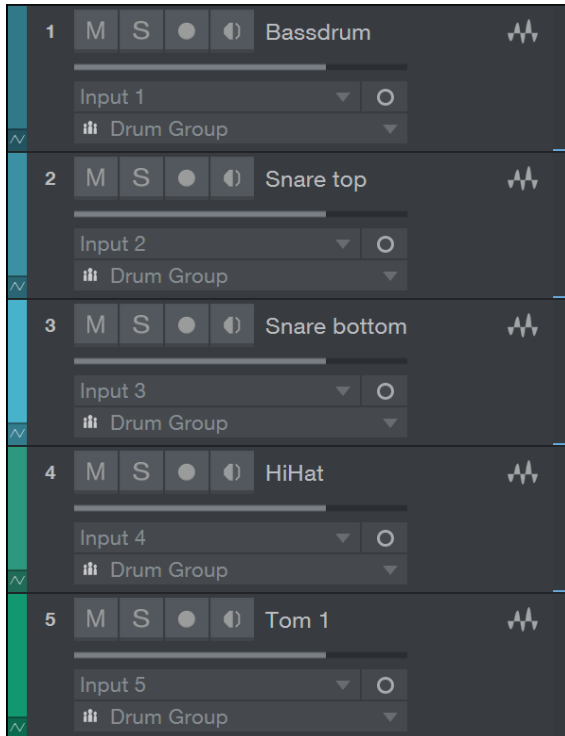 1 M S Bassdrum
Input 1
Drum Group
2 M S Snare top
Input 2
Drum Group
3 M S Snare bottom
Input 3
Drum Group
4 M S HiHat
Input 4
Drum Group
5 M S Tom 1
Input 5
Drum Group